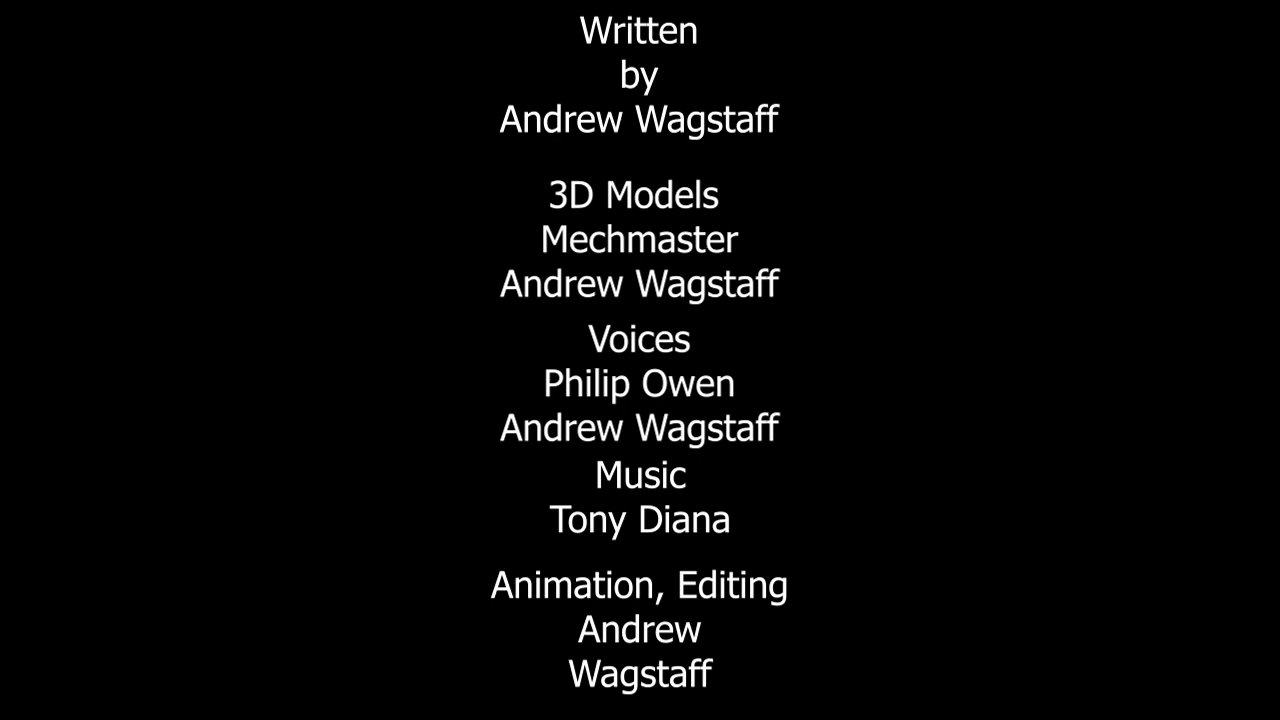 Written
by
Andrew Wagstaff
3D Models
Mechmaster
Andrew Wagstaff
Voices
Philip Owen
Andrew Wagstaff
Music
Tony Diana
Animation, Editing
Andrew
Wagstaff